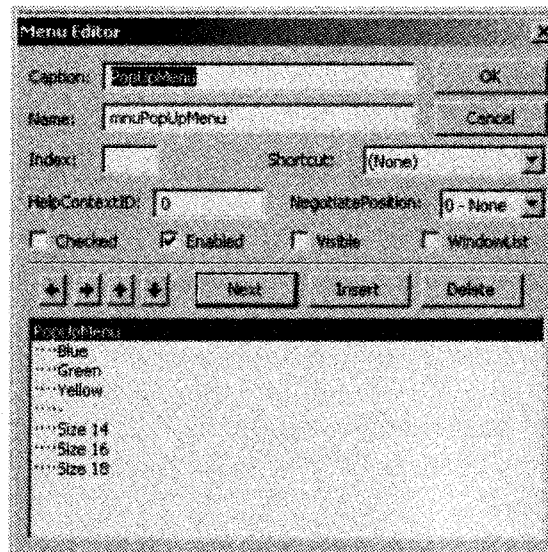 Menu Editor
Caption: PopUpMenu OK
Name: mnuPopUpMenu Cancel
Index: Shortcut: (None)
HelpContextID: 0 NegotiatePosition: 0 - None
Checked Enabled Visible WindowList
Next Insert Delete
PopUpMenu
····Blue
····Green
····Yellow
····-
····Size 14
····Size 16
····Size 18